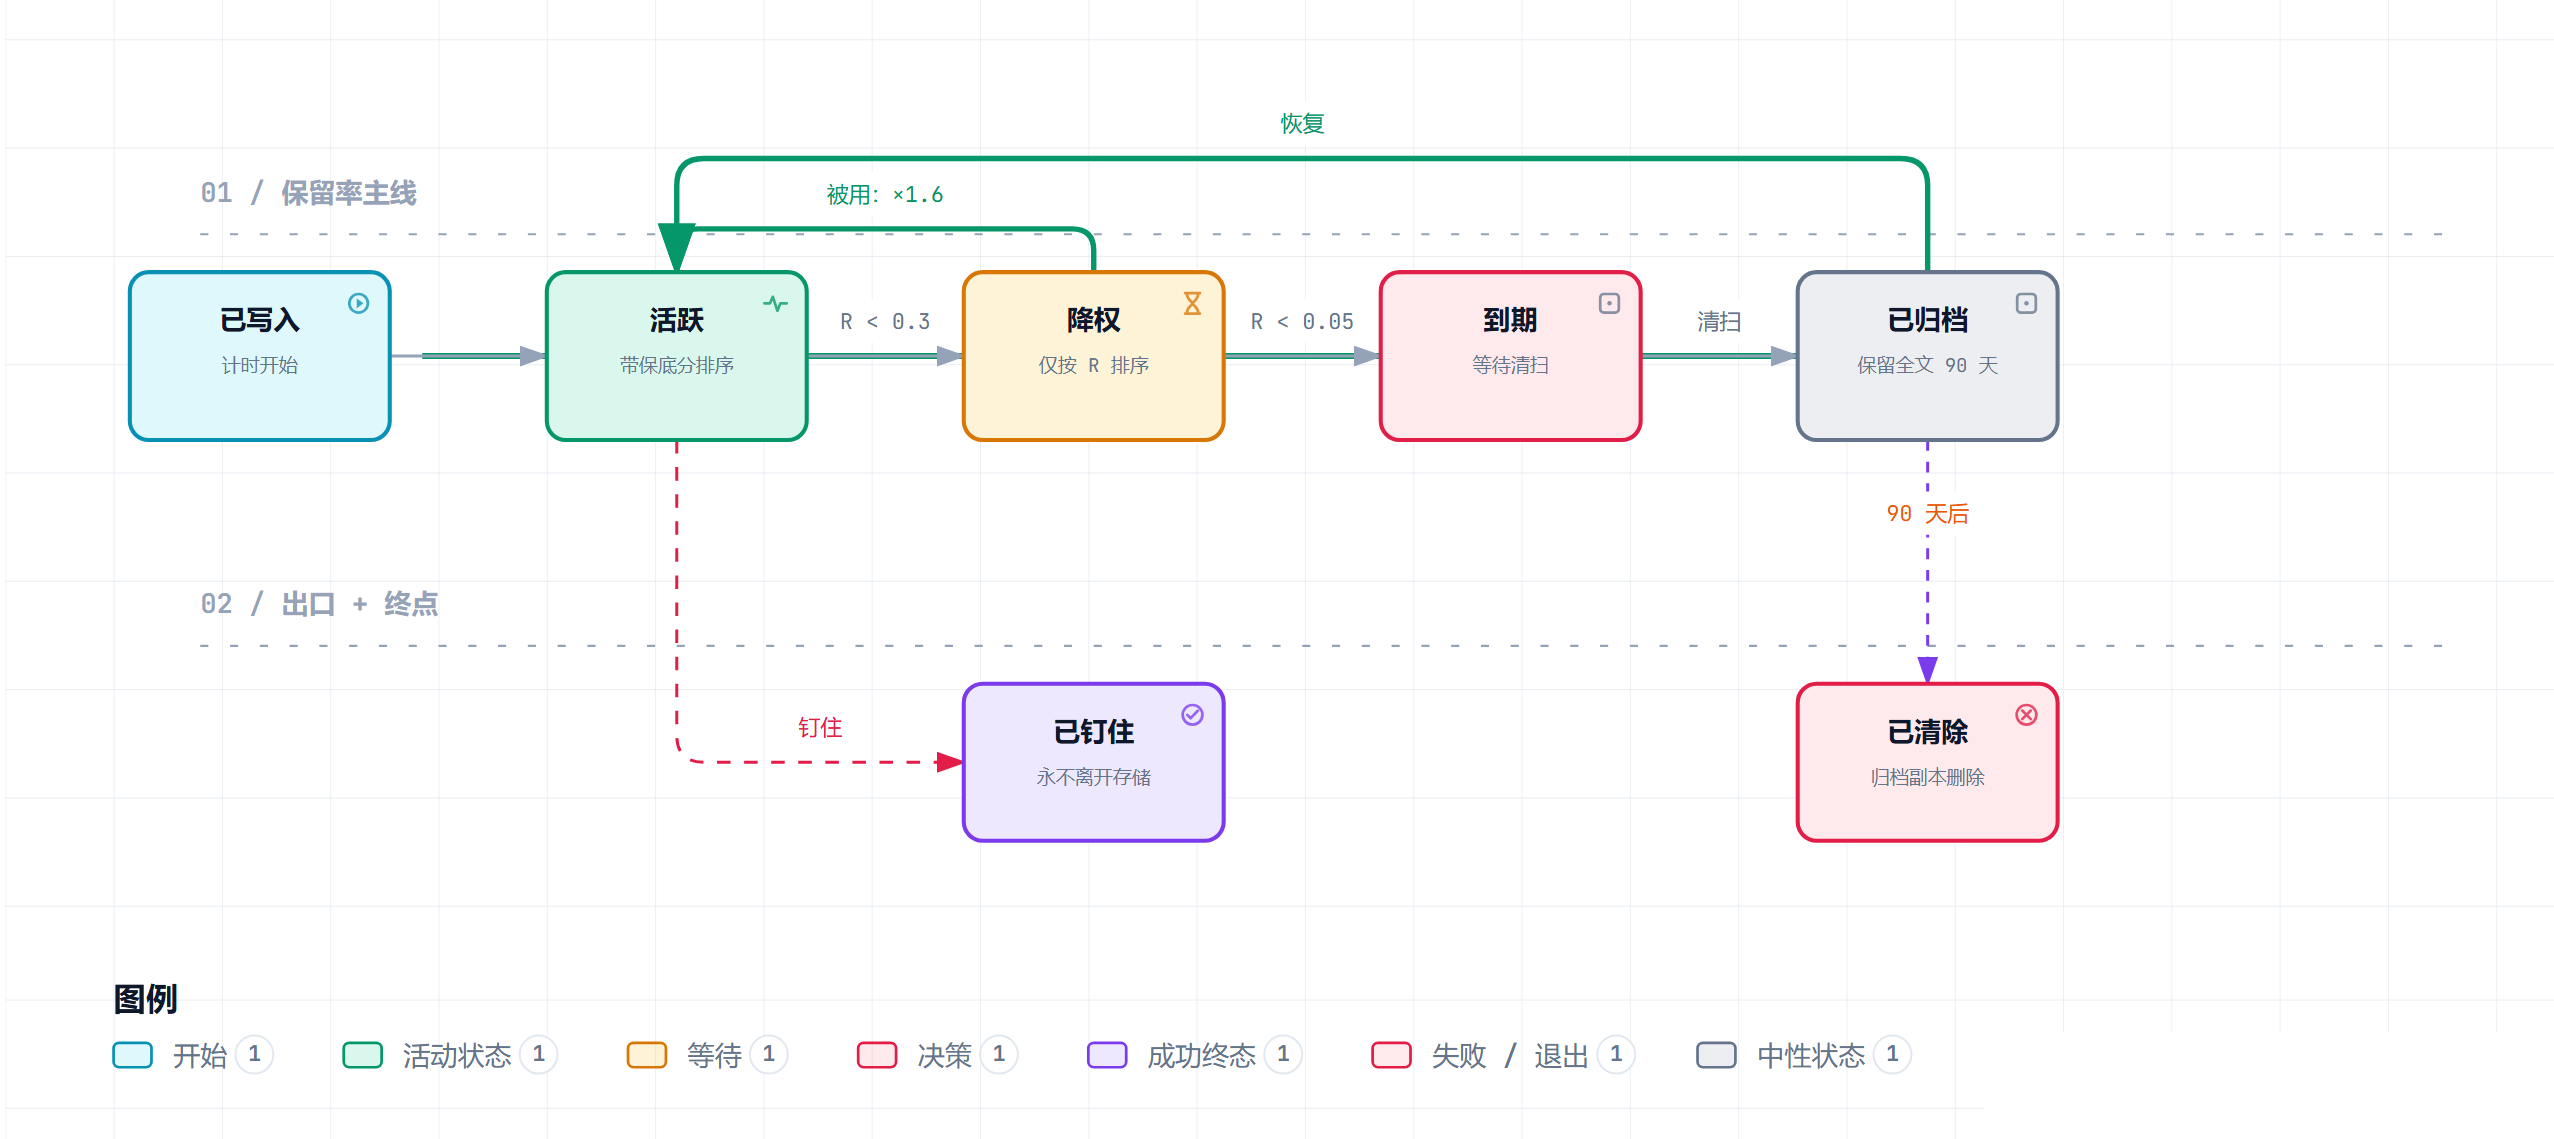 恢复
01 / 保留率主线
被用: ×1.6
已写入
计时开始
活跃
带保底分排序
R < 0.3
降权
仅按 R 排序
R < 0.05
到期
等待清扫
清扫
已归档
保留全文 90 天
90 天后
02 / 出口 + 终点
钉住
已钉住
永不离开存储
已清除
归档副本删除
图例
开始 1
活动状态 1
等待 1
决策 1
成功终态 1
失败 / 退出 1
中性状态 1